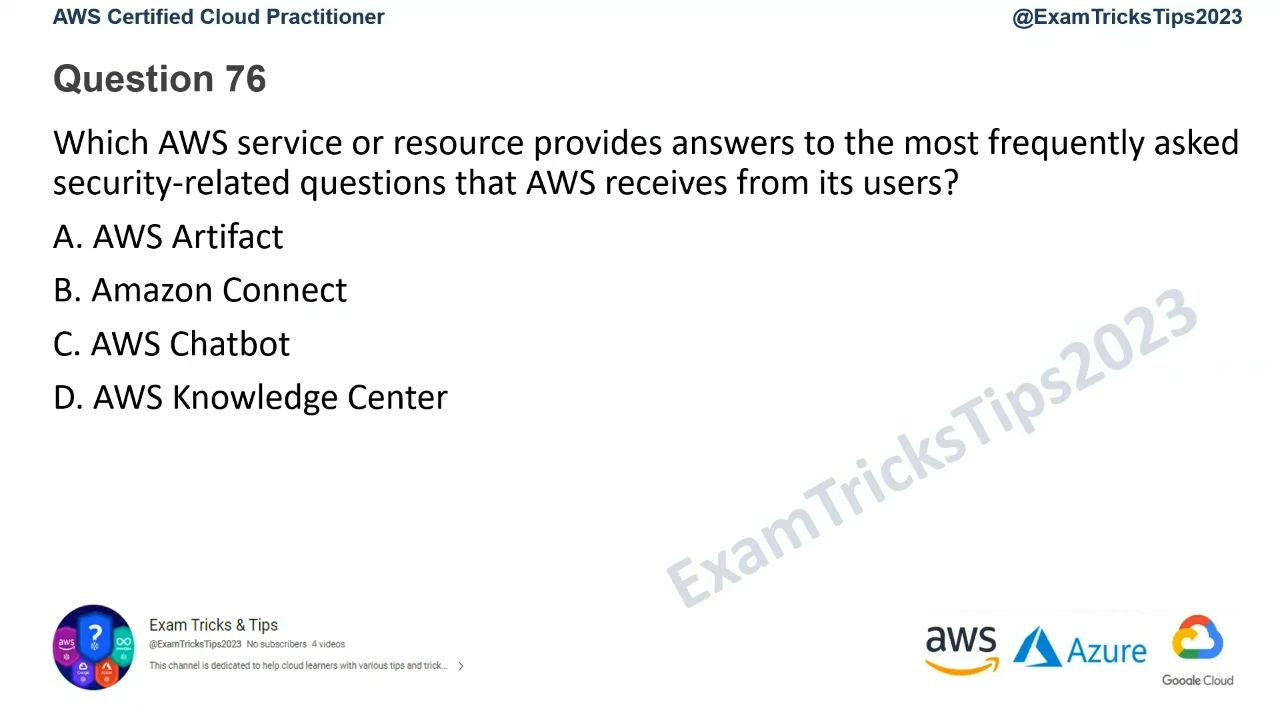 AWS Certified Cloud Practitioner
@ExamTricksTips2023
Question 76
Which AWS service or resource provides answers to the most frequently asked
security-related questions that AWS receives from its users?
A. AWS Artifact
B. Amazon Connect
C. AWS Chatbot
D. AWS Knowledge Center
ExamTricksTips2023
Exam Tricks & Tips
@ExamTricksTips2023 No subscribers 4 videos
This channel is dedicated to help cloud learners with various tips and trick...
aws
?
aws
Azure
Google Cloud